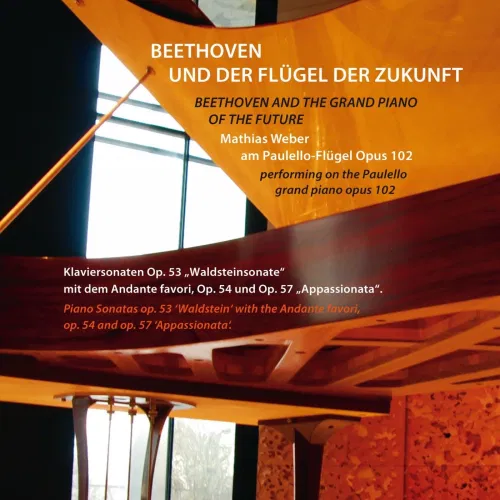 BEETHOVEN
UND DER FLÜGEL DER ZUKUNFT
BEETHOVEN AND THE GRAND PIANO
OF THE FUTURE
Mathias Weber
am Paulello-Flügel Opus 102
performing on the Paulello
grand piano opus 102
Klaviersonaten Op. 53 „Waldsteinsonate“
mit dem Andante favori, Op. 54 und Op. 57 „Appassionata“.
Piano Sonatas op. 53 ‘Waldstein’ with the Andante favori,
op. 54 and op. 57 ‘Appassionata’.